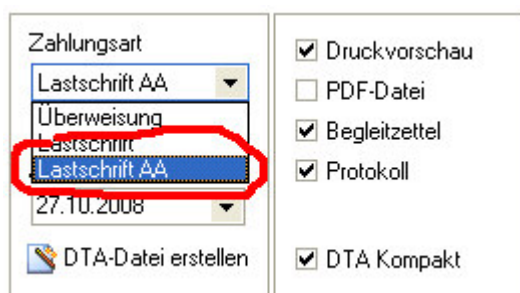 Zahlungsart
Lastschrift AA
Überweisung
Lastschrift
Lastschrift AA
27.10.2008
DTA-Datei erstellen
Druckvorschau
PDF-Datei
Begleitzettel
Protokoll
DTA Kompakt